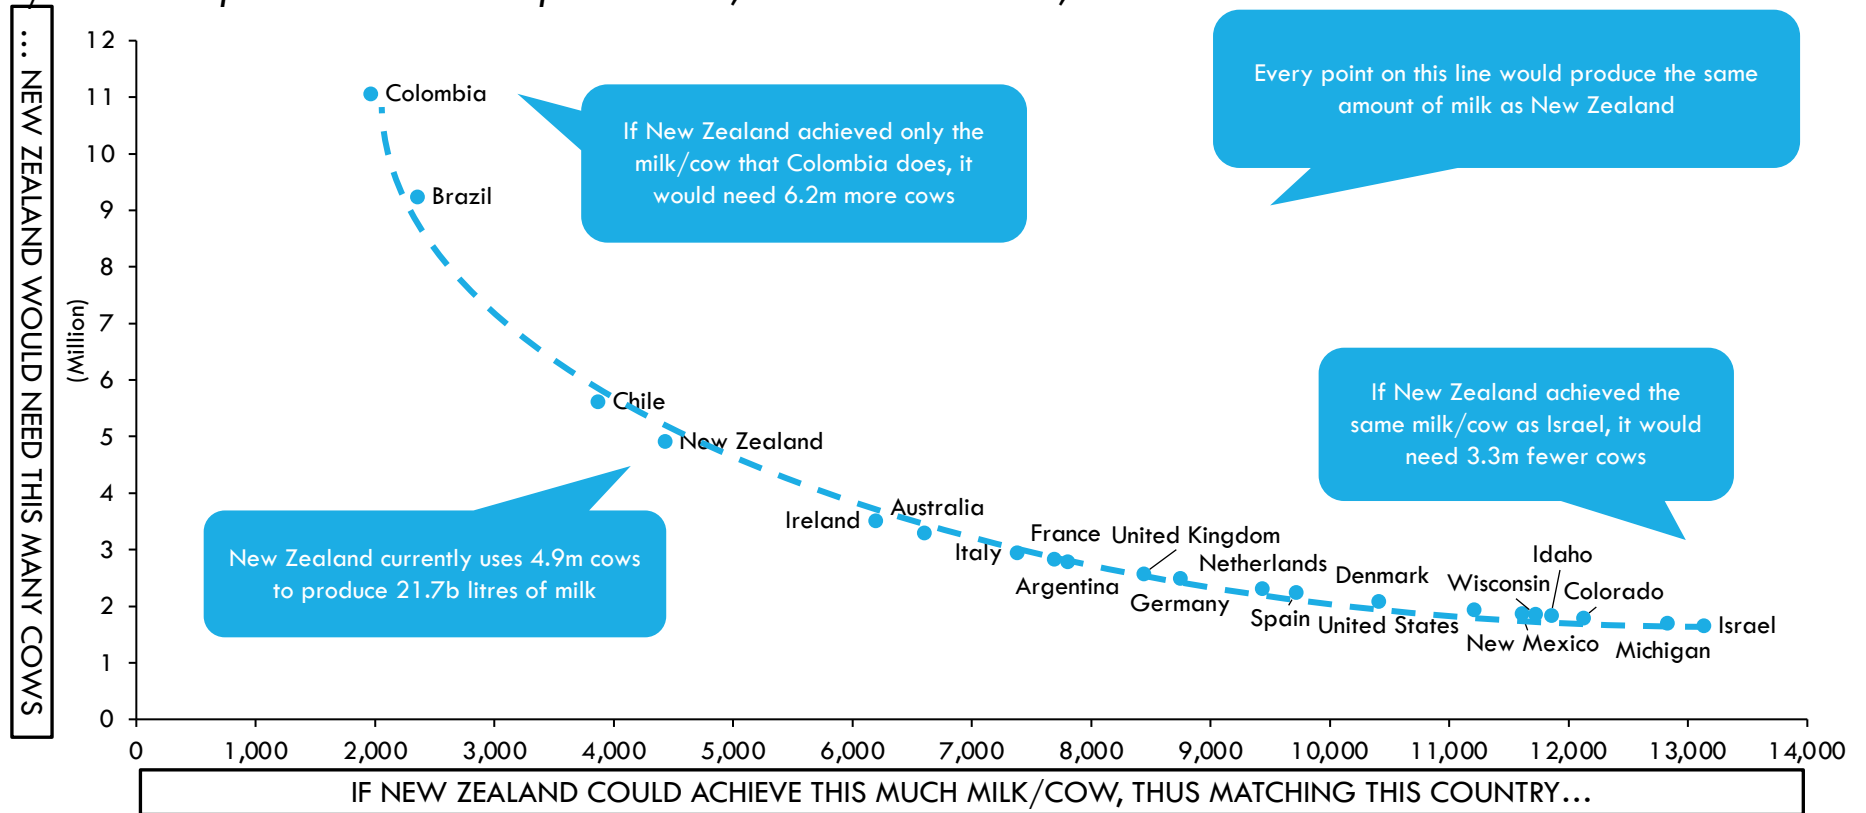 … NEW ZEALAND WOULD NEED THIS MANY COWS
(Million)
12
11
10
9
8
7
6
5
4
3
2
1
0
Colombia
Brazil
Chile
New Zealand
Ireland
Australia
Italy
France
Argentina
United Kingdom
Germany
Netherlands
Spain
Denmark
United States
Wisconsin
New Mexico
Idaho
Colorado
Michigan
Israel
If New Zealand achieved only the
milk/cow that Colombia does, it
would need 6.2m more cows
Every point on this line would produce the same
amount of milk as New Zealand
If New Zealand achieved the
same milk/cow as Israel, it would
need 3.3m fewer cows
New Zealand currently uses 4.9m cows
to produce 21.7b litres of milk
0 1,000 2,000 3,000 4,000 5,000 6,000 7,000 8,000 9,000 10,000 11,000 12,000 13,000 14,000
IF NEW ZEALAND COULD ACHIEVE THIS MUCH MILK/COW, THUS MATCHING THIS COUNTRY…